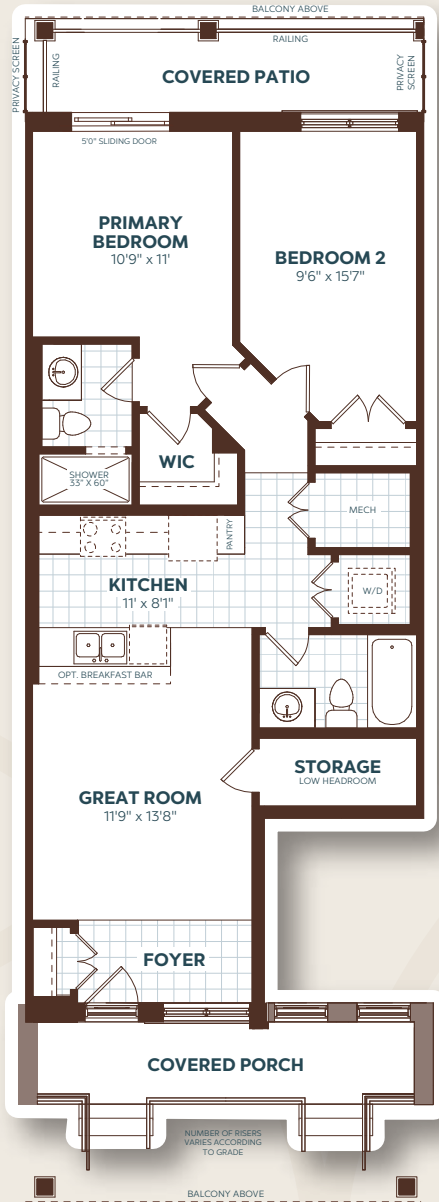 BALCONY ABOVE
RAILING
PRIVACY SCREEN
RAILING
COVERED PATIO
PRIVACY
SCREEN
5'0" SLIDING DOOR
PRIMARY
BEDROOM
10'9" x 11'
BEDROOM 2
9'6" x 15'7"
WIC
SHOWER
33" X 60"
MECH
PANTRY
KITCHEN
11' x 8'1"
W/D
OPT. BREAKFAST BAR
STORAGE
LOW HEADROOM
GREAT ROOM
11'9" x 13'8"
FOYER
COVERED PORCH
NUMBER OF RISERS
VARIES ACCORDING
TO GRADE
BALCONY ABOVE